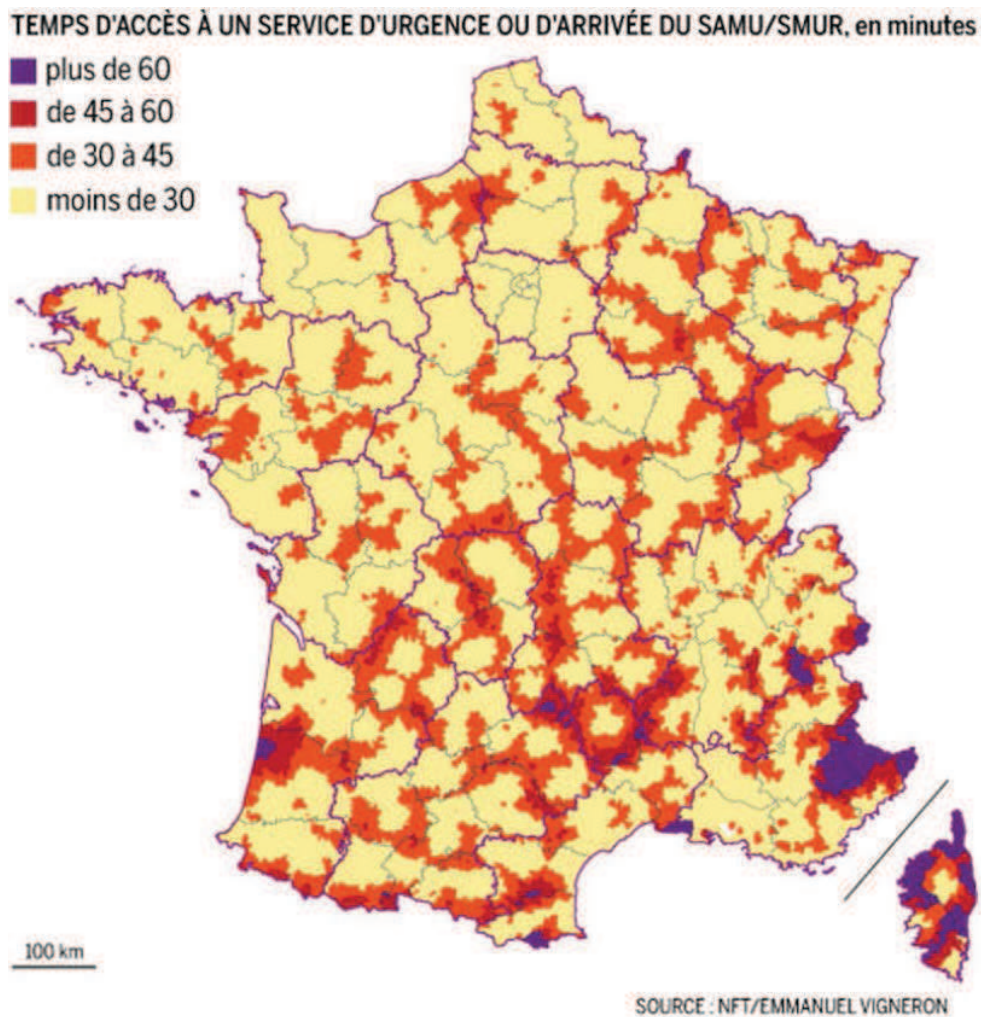 TEMPS D'ACCÈS À UN SERVICE D'URGENCE OU D'ARRIVÉE DU SAMU/SMUR, en minutes
plus de 60
de 45 à 60
de 30 à 45
moins de 30
100 km
SOURCE : NFT/EMMANUEL VIGNERON